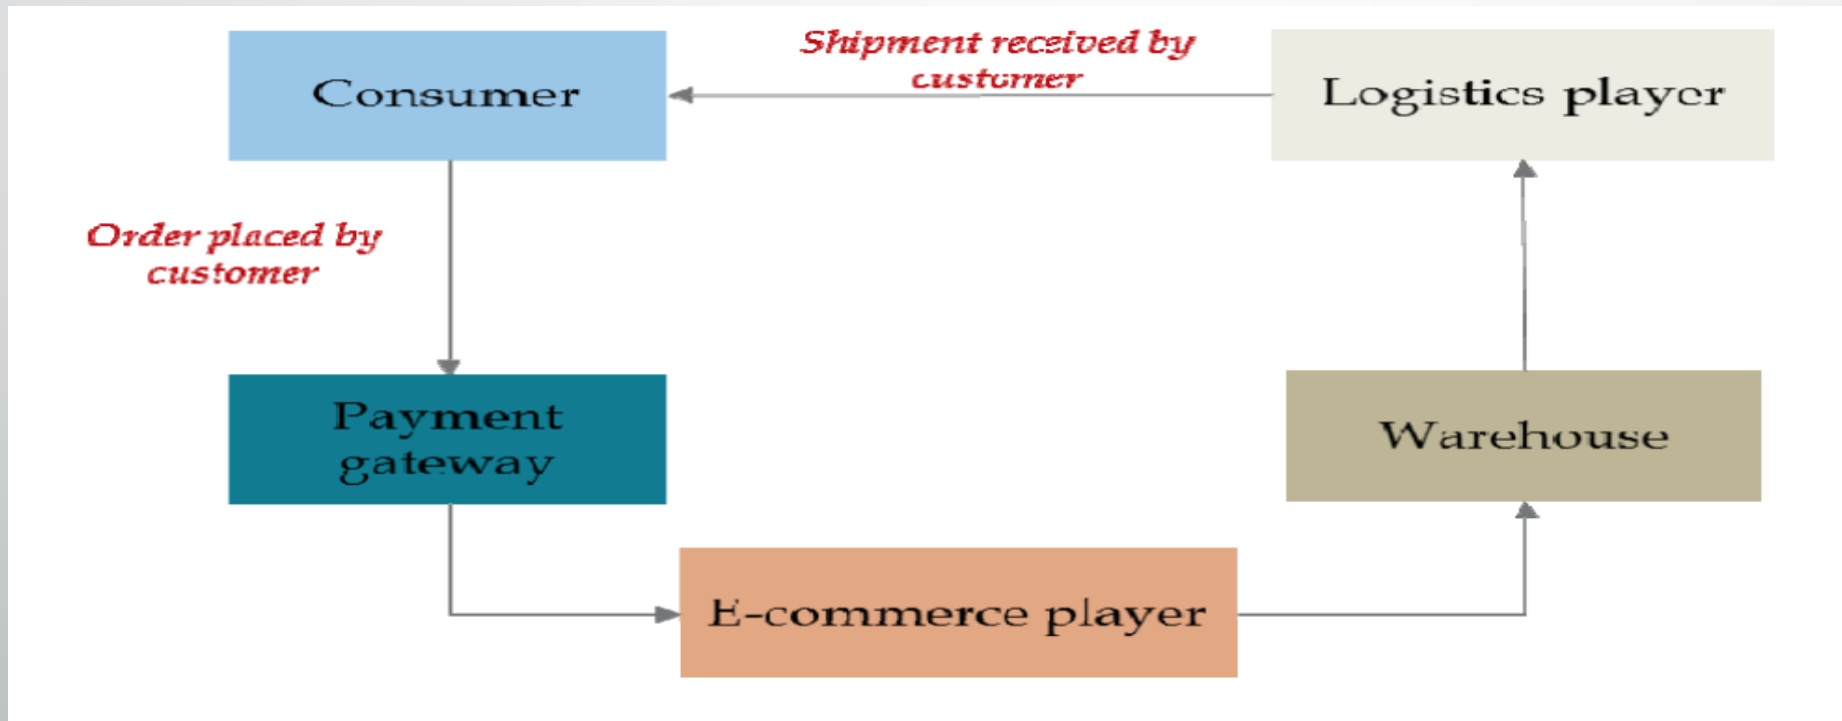 Shipment received by
customer
Consumer
Logistics player
Order placed by
customer
Payment
gateway
Warehouse
E-commerce player